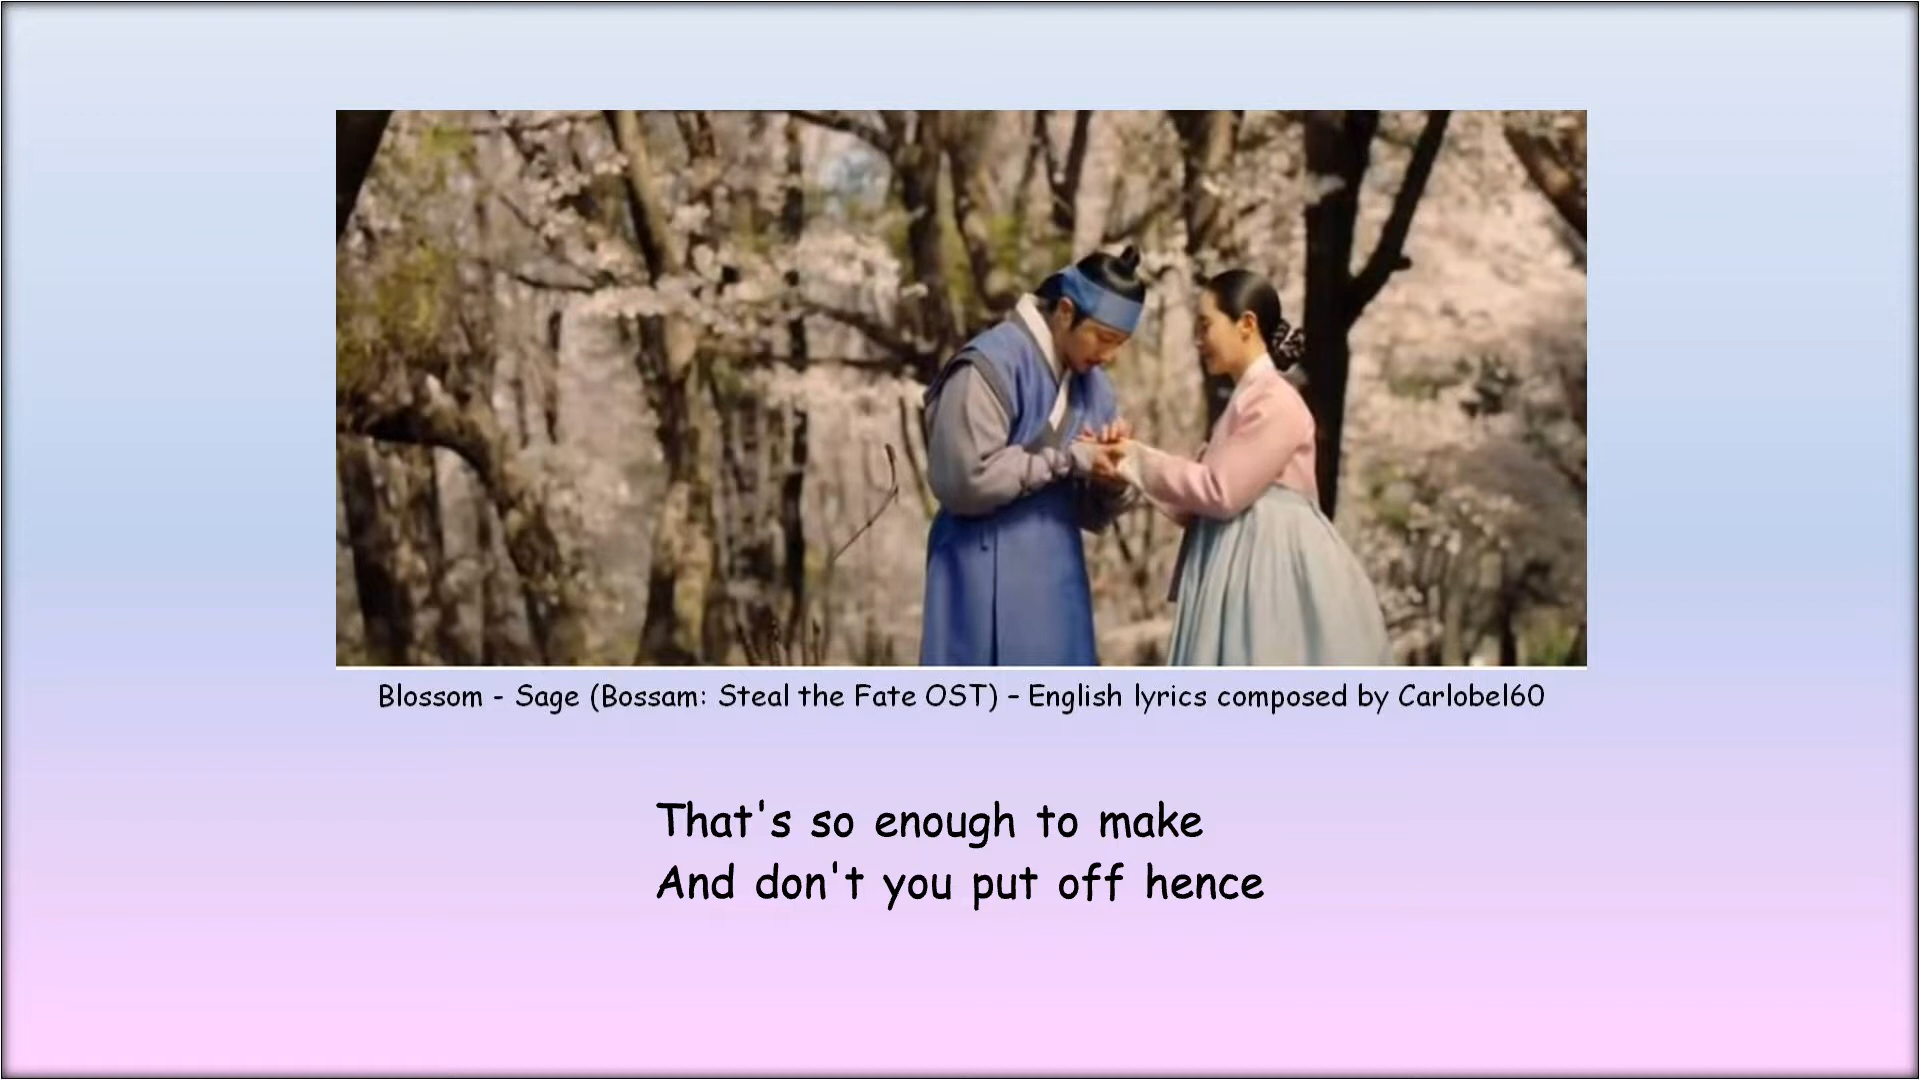 Blossom - Sage (Bossam: Steal the Fate OST) – English lyrics composed by Carlobel60
That's so enough to make
And don't you put off hence